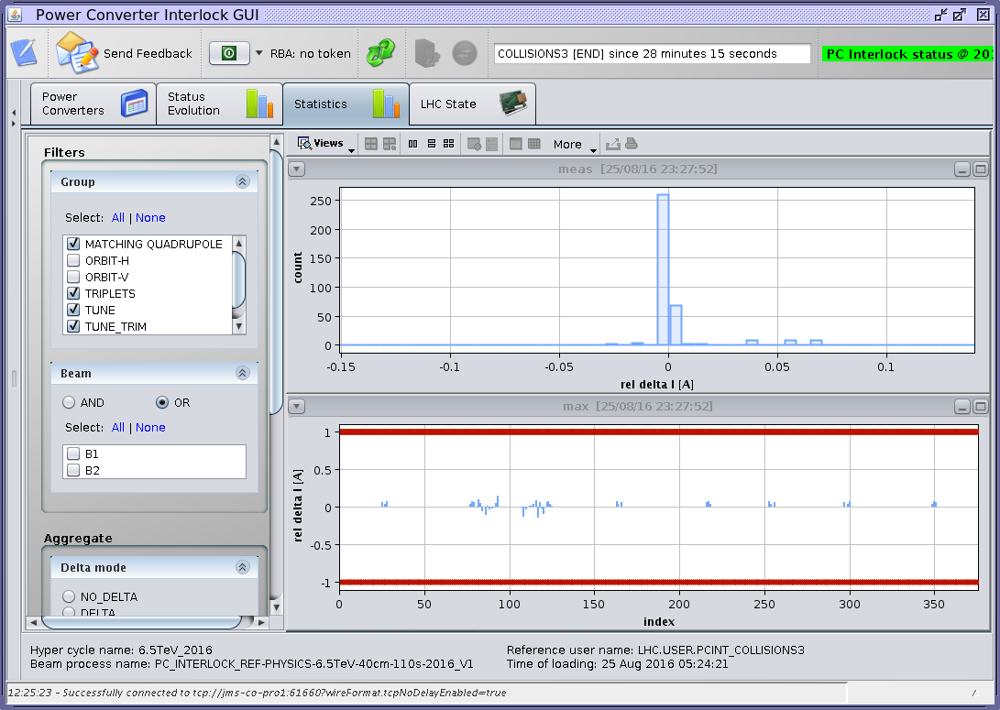 Power Converter Interlock GUI
Send Feedback
RBA: no token
COLLISIONS3 [END] since 28 minutes 15 seconds
PC Interlock status @ 201
Power Converters
Status Evolution
Statistics
LHC State
Filters
Group
Select: All | None
MATCHING QUADRUPOLE
ORBIT-H
ORBIT-V
TRIPLETS
TUNE
TUNE_TRIM
Beam
AND
OR
Select: All | None
B1
B2
Aggregate
Delta mode
NO_DELTA
DELTA
Views
More
meas [25/08/16 23:27:52]
250
200
150
100
50
0
count
-0.15
-0.1
-0.05
0
0.05
0.1
rel delta I [A]
max [25/08/16 23:27:52]
1
0.5
0
-0.5
-1
rel delta I [A]
0
50
100
150
200
250
300
350
index
Hyper cycle name: 6.5TeV_2016
Beam process name: PC_INTERLOCK_REF-PHYSICS-6.5TeV-40cm-110s-2016_V1
Reference user name: LHC.USER.PCINT_COLLISIONS3
Time of loading: 25 Aug 2016 05:24:21
12:25:23 - Successfully connected to tcp://jms-co-pro1:61660?wireFormat.tcpNoDelayEnabled=true